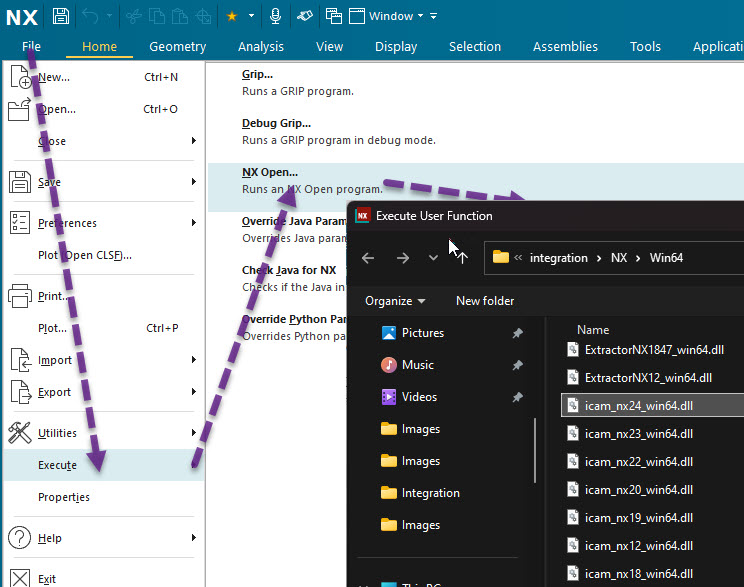 NX
Window
File Home Geometry Analysis View Display Selection Assemblies Tools Applicati
New... Ctrl+N
Open... Ctrl+O
Close
Save
Preferences
Plot (Open CLSF)...
Print...
Plot... Ctrl+P
Import
Export
Utilities
Execute
Properties
Help
Exit
Grip...
Runs a GRIP program.
Debug Grip...
Runs a GRIP program in debug mode.
NX Open...
Runs an NX Open program.
Override Java Param
Overrides Java param
Check Java for NX
Checks if the Java in
Override Python Par
Overrides Python pa
NX Execute User Function
« integration › NX › Win64
Organize New folder
Pictures
Music
Videos
Images
Images
Integration
Images
This PC
Name
ExtractorNX1847_win64.dll
ExtractorNX12_win64.dll
icam_nx24_win64.dll
icam_nx23_win64.dll
icam_nx22_win64.dll
icam_nx20_win64.dll
icam_nx19_win64.dll
icam_nx12_win64.dll
icam_nx18_win64.dll